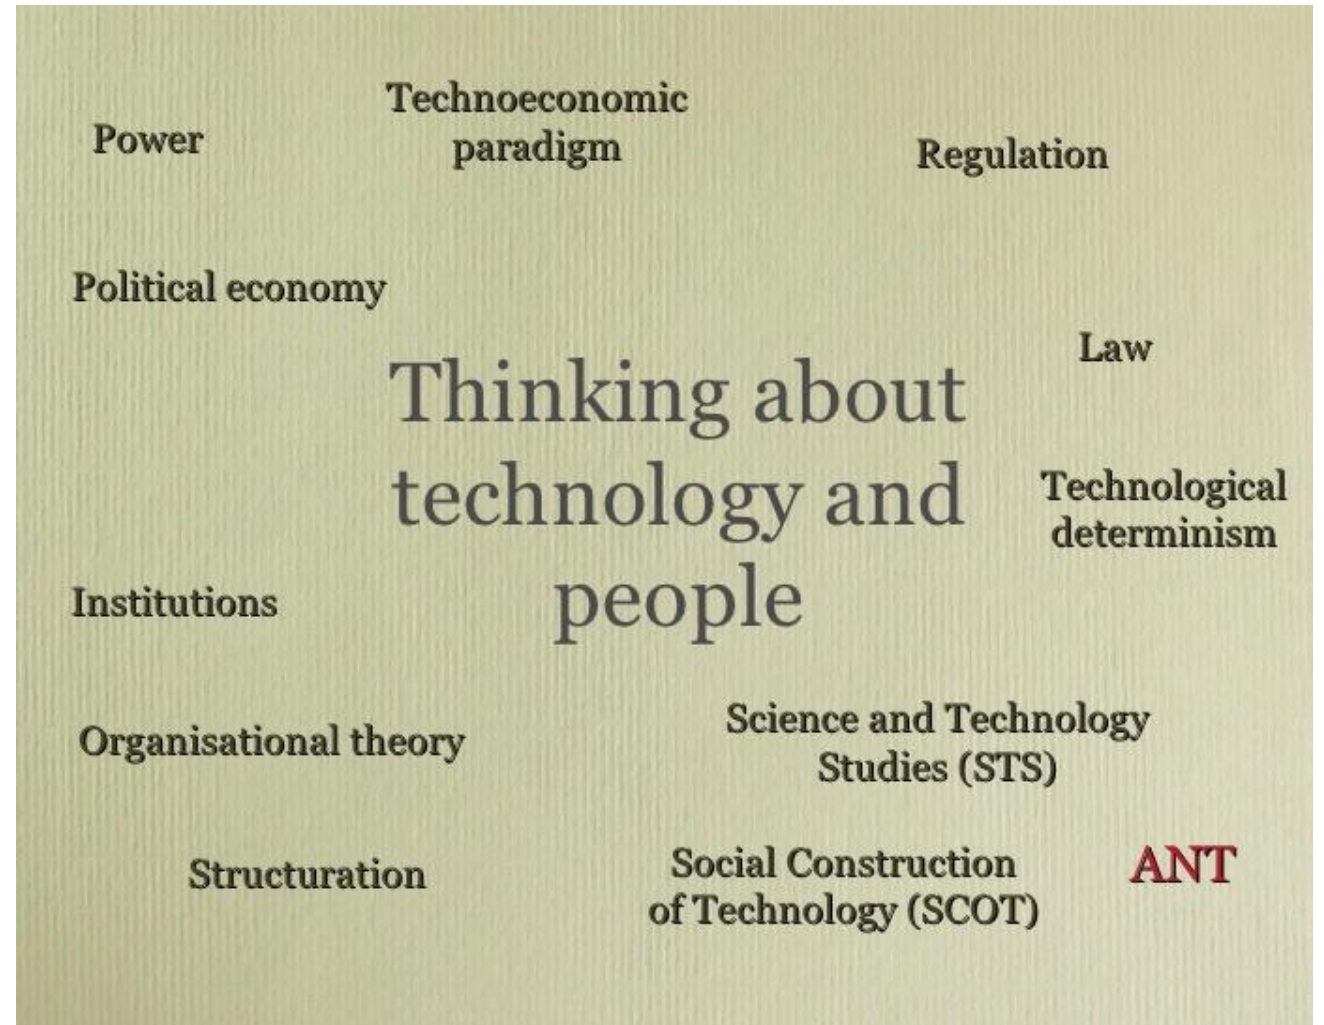 Technoeconomic
paradigm
Power
Regulation
Political economy
Law
Thinking about
technology and
people
Technological
determinism
Institutions
Organisational theory
Science and Technology
Studies (STS)
Structuration
Social Construction
of Technology (SCOT)
ANT